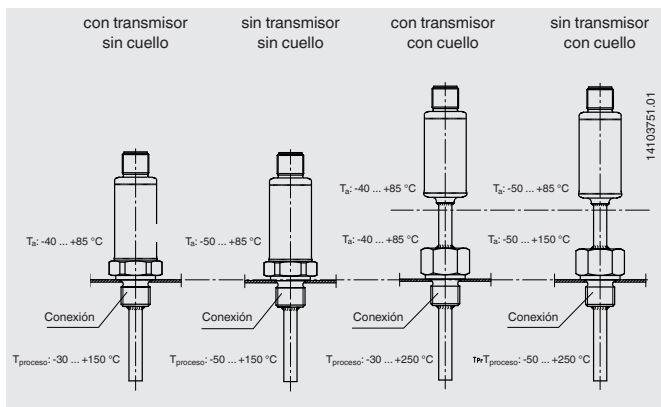 con transmisor
sin cuello
sin transmisor
sin cuello
con transmisor
con cuello
sin transmisor
con cuello
14103751.01
Ta: -40 ... +85 °C
Ta: -50 ... +85 °C
Ta: -40 ... +85 °C
Ta: -50 ... +85 °C
Ta: -40 ... +85 °C
Ta: -50 ... +150 °C
Conexión
Conexión
Conexión
Conexión
Tproceso: -30 ... +150 °C
Tproceso: -50 ... +150 °C
Tproceso: -30 ... +250 °C
Tproceso: -50 ... +250 °C